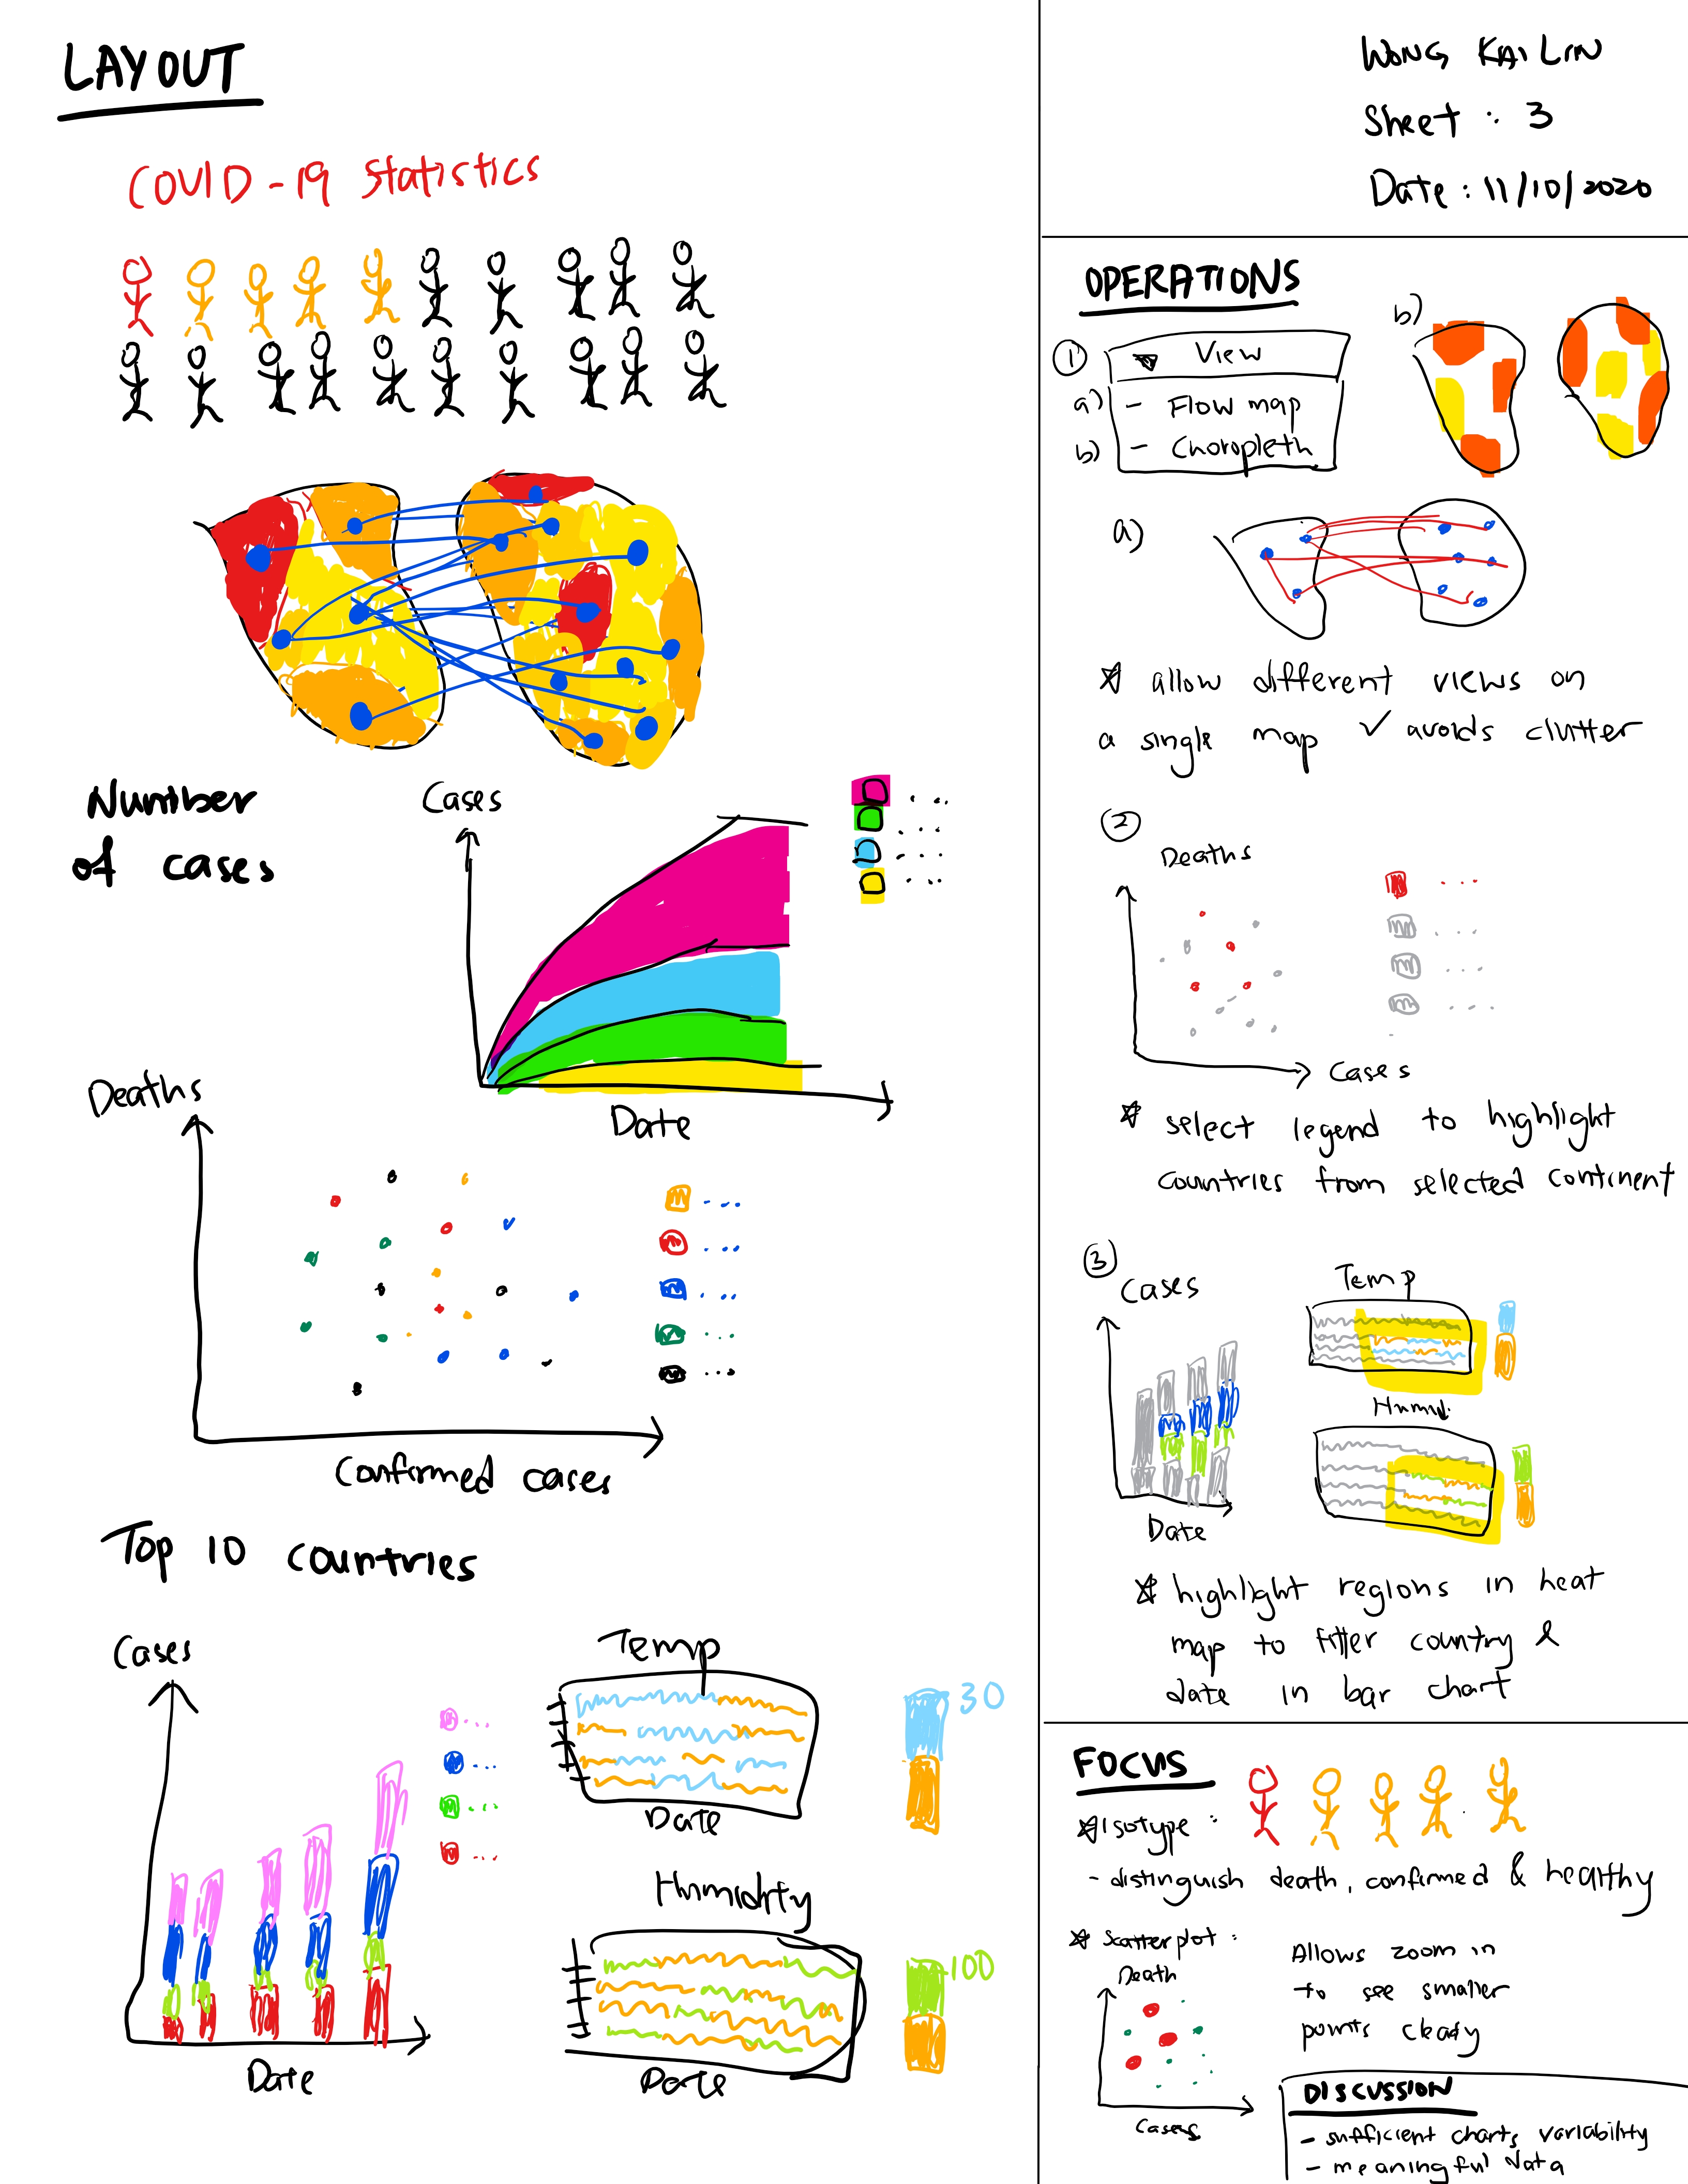 LAYOUT
COVID-19 Statistics
Number
of cases
Cases
Date
Deaths
Confirmed cases
Top 10 countries
Cases
Date
Temp
30
Date
Humidity
100
Date
WONG KAI LIN
Sheet : 3
Date : 11/10/2020
OPERATIONS
1
View
a) - Flow map
b) - Choropleth
b)
a)
* allow different views on
a single map ✓ avoids clutter
2
Deaths
Cases
* select legend to highlight
countries from selected continent
3
Cases
Date
Temp
Humid.
* highlight regions in heat
map to filter country &
date in bar chart
FOCUS
* Isotype :
- distinguish death, confirmed & healthy
* Scatterplot :
Death
Cases
Allows zoom in
to see smaller
points clearly
DISCUSSION
- sufficient charts variability
- meaningful data